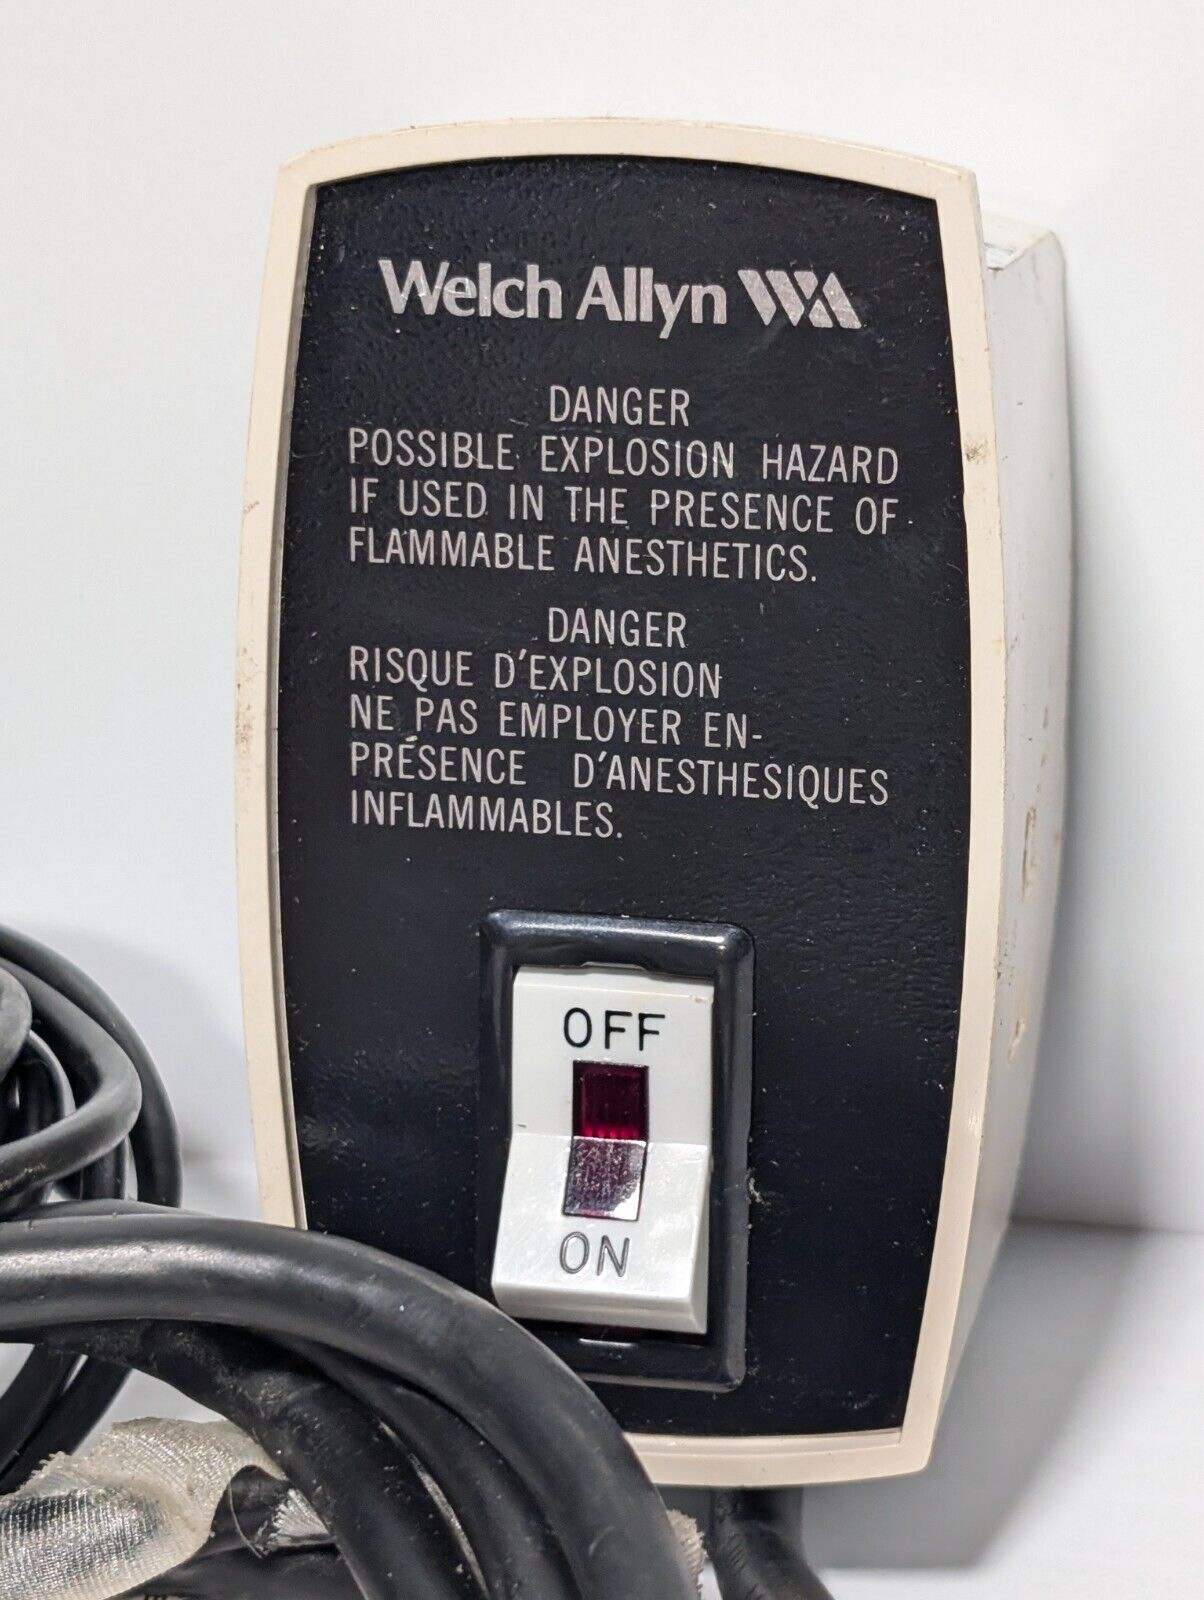 Welch Allyn WA
DANGER
POSSIBLE EXPLOSION HAZARD
IF USED IN THE PRESENCE OF
FLAMMABLE ANESTHETICS.
DANGER
RISQUE D'EXPLOSION
NE PAS EMPLOYER EN-
PRÉSENCE D'ANESTHESIQUES
INFLAMMABLES.
OFF
ON